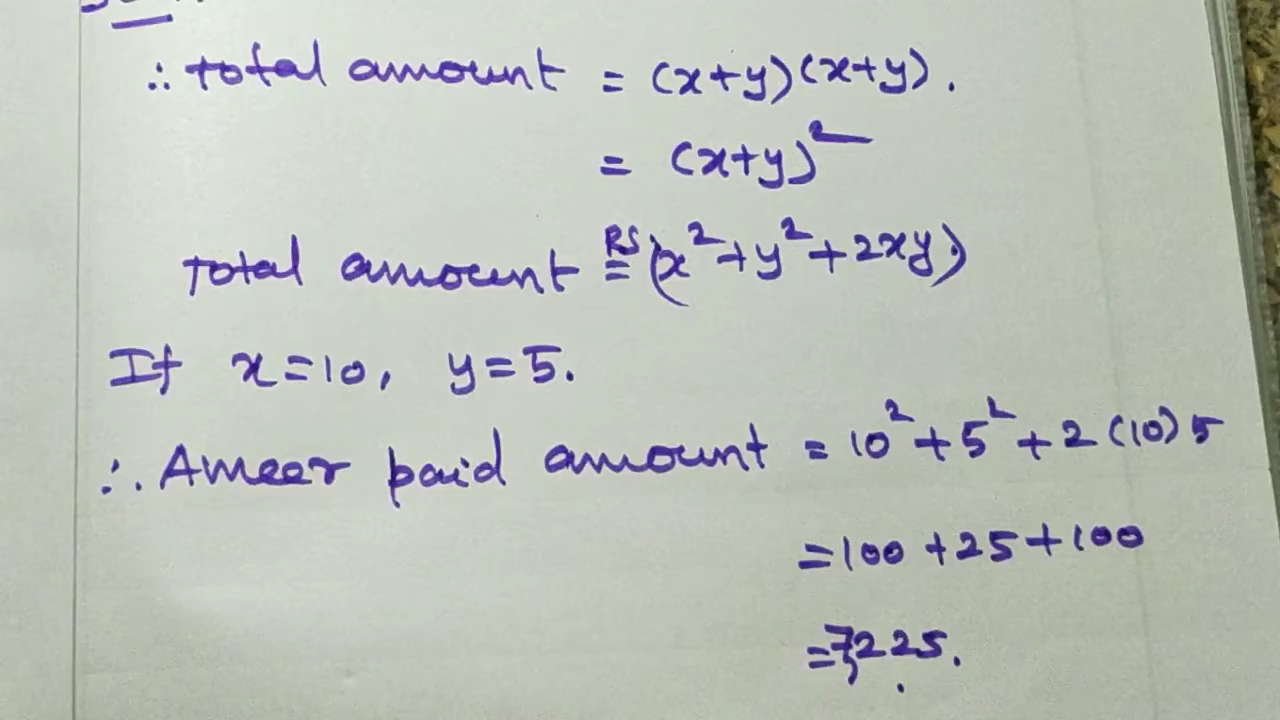 ∴ total amount = (x+y)(x+y).
= (x+y)²
total amount = RS (x²+y²+2xy)
If x=10, y=5.
∴ Ameer paid amount = 10²+5²+2(10)5
=100+25+100
=₹225.